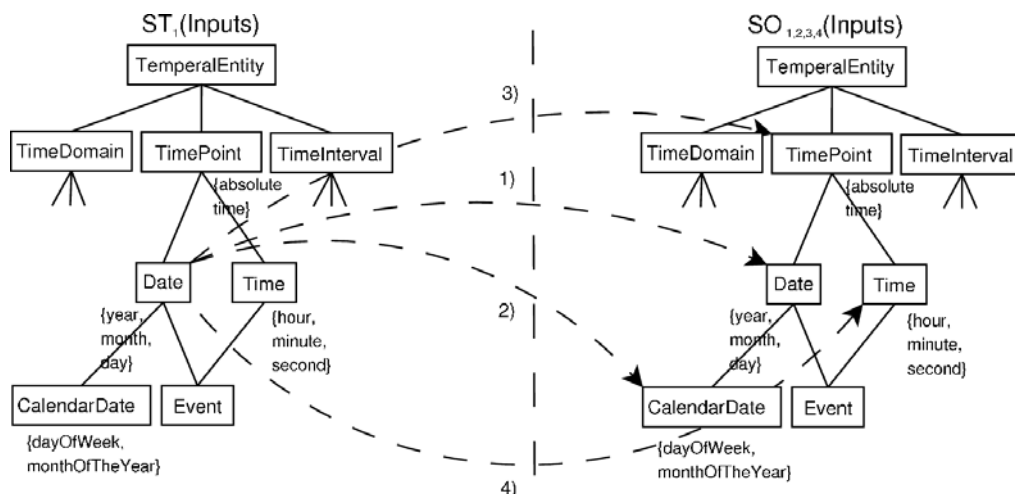 ST1(Inputs)
SO1,2,3,4(Inputs)
TemperalEntity
TemperalEntity
3)
TimeDomain
TimePoint
TimeInterval
TimeDomain
TimePoint
TimeInterval
{absolute
time}
1)
{absolute
time}
Date
Time
Date
Time
2)
{year,
month,
day}
{hour,
minute,
second}
{year,
month,
day}
{hour,
minute,
second}
CalendarDate
Event
CalendarDate
Event
{dayOfWeek,
monthOfTheYear}
{dayOfWeek,
monthOfTheYear}
4)